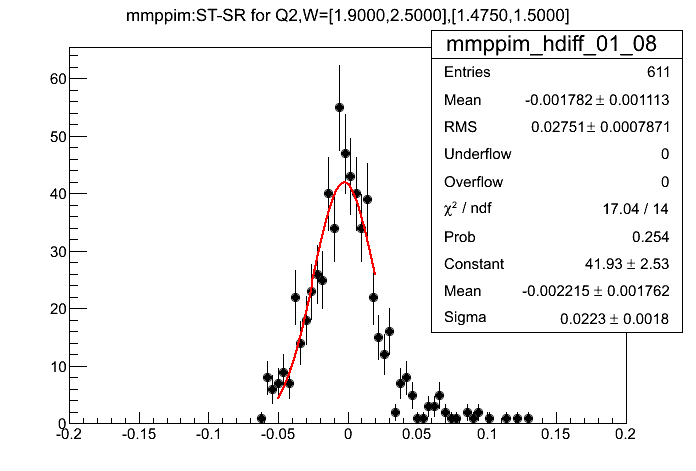 mmppim:ST-SR for Q2,W=[1.9000,2.5000],[1.4750,1.5000]
mmppim_hdiff_01_08
Entries 611
Mean -0.001782 ± 0.001113
RMS 0.02751 ± 0.0007871
Underflow 0
Overflow 0
χ² / ndf 17.04 / 14
Prob 0.254
Constant 41.93 ± 2.53
Mean -0.002215 ± 0.001762
Sigma 0.0223 ± 0.0018
60
50
40
30
20
10
0
-0.2 -0.15 -0.1 -0.05 0 0.05 0.1 0.15 0.2